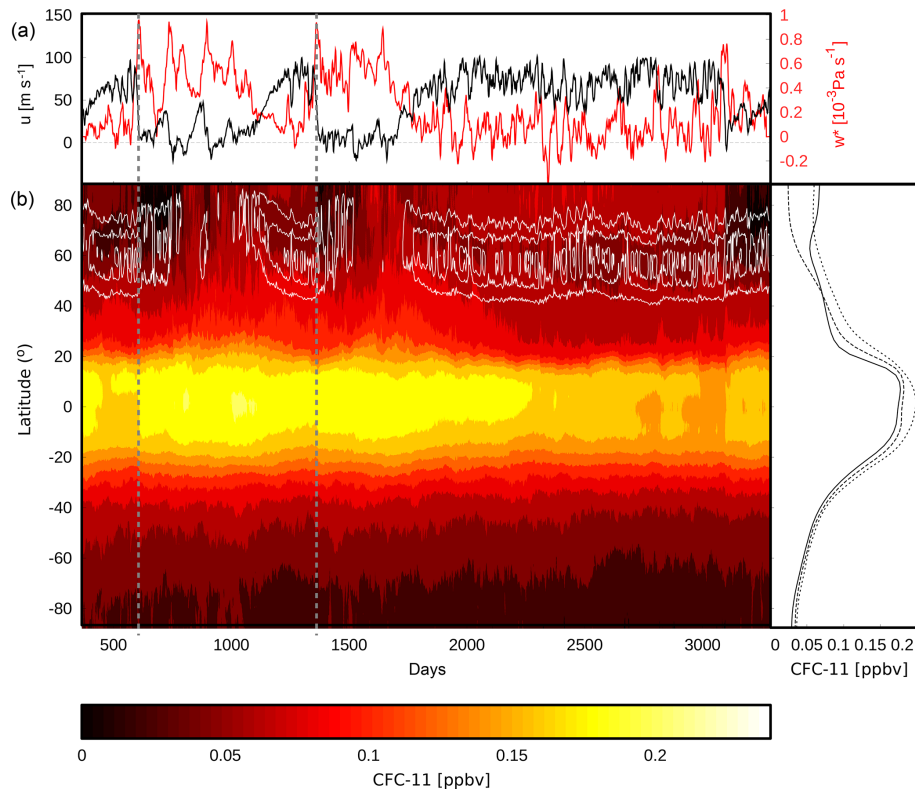 (a)
150
100
50
0
u [m s⁻¹]
1
0.8
0.6
0.4
0.2
0
-0.2
w* [10⁻³Pa s⁻¹]
(b)
80
60
40
20
0
-20
-40
-60
-80
Latitude (º)
500 1000 1500 2000 2500 3000
Days
0 0.05 0.1 0.15 0.2
CFC-11 [ppbv]
0 0.05 0.1 0.15 0.2
CFC-11 [ppbv]